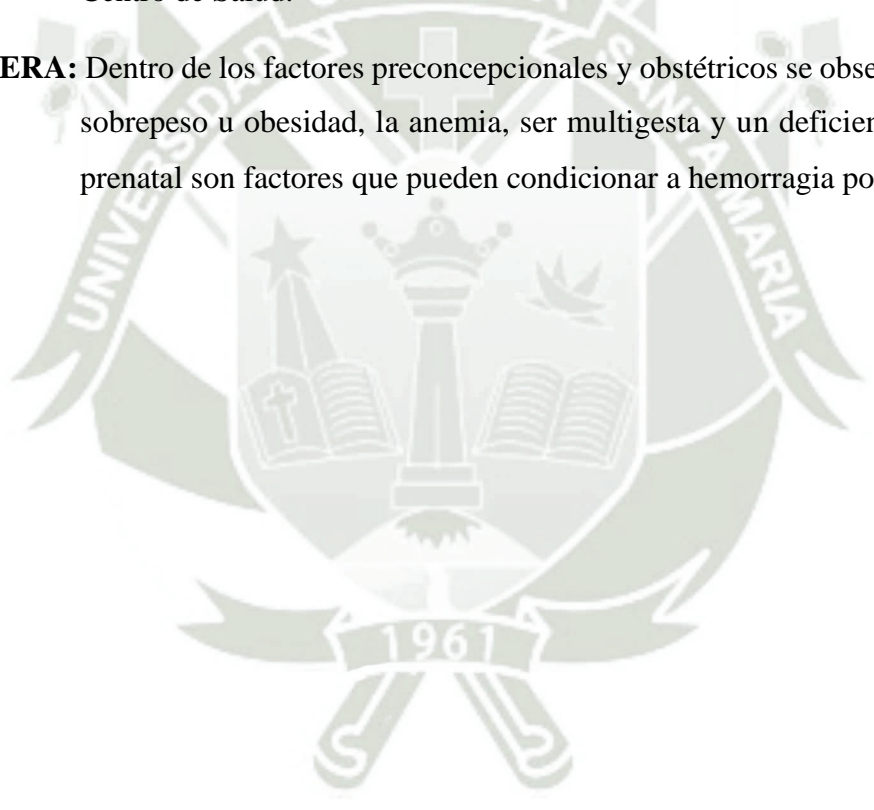 Centro de Salud.
ERA: Dentro de los factores preconcepcionales y obstétricos se obse
sobrepeso u obesidad, la anemia, ser multigesta y un deficien
prenatal son factores que pueden condicionar a hemorragia po
UNIVERSIDAD
SANTA MARIA
1961